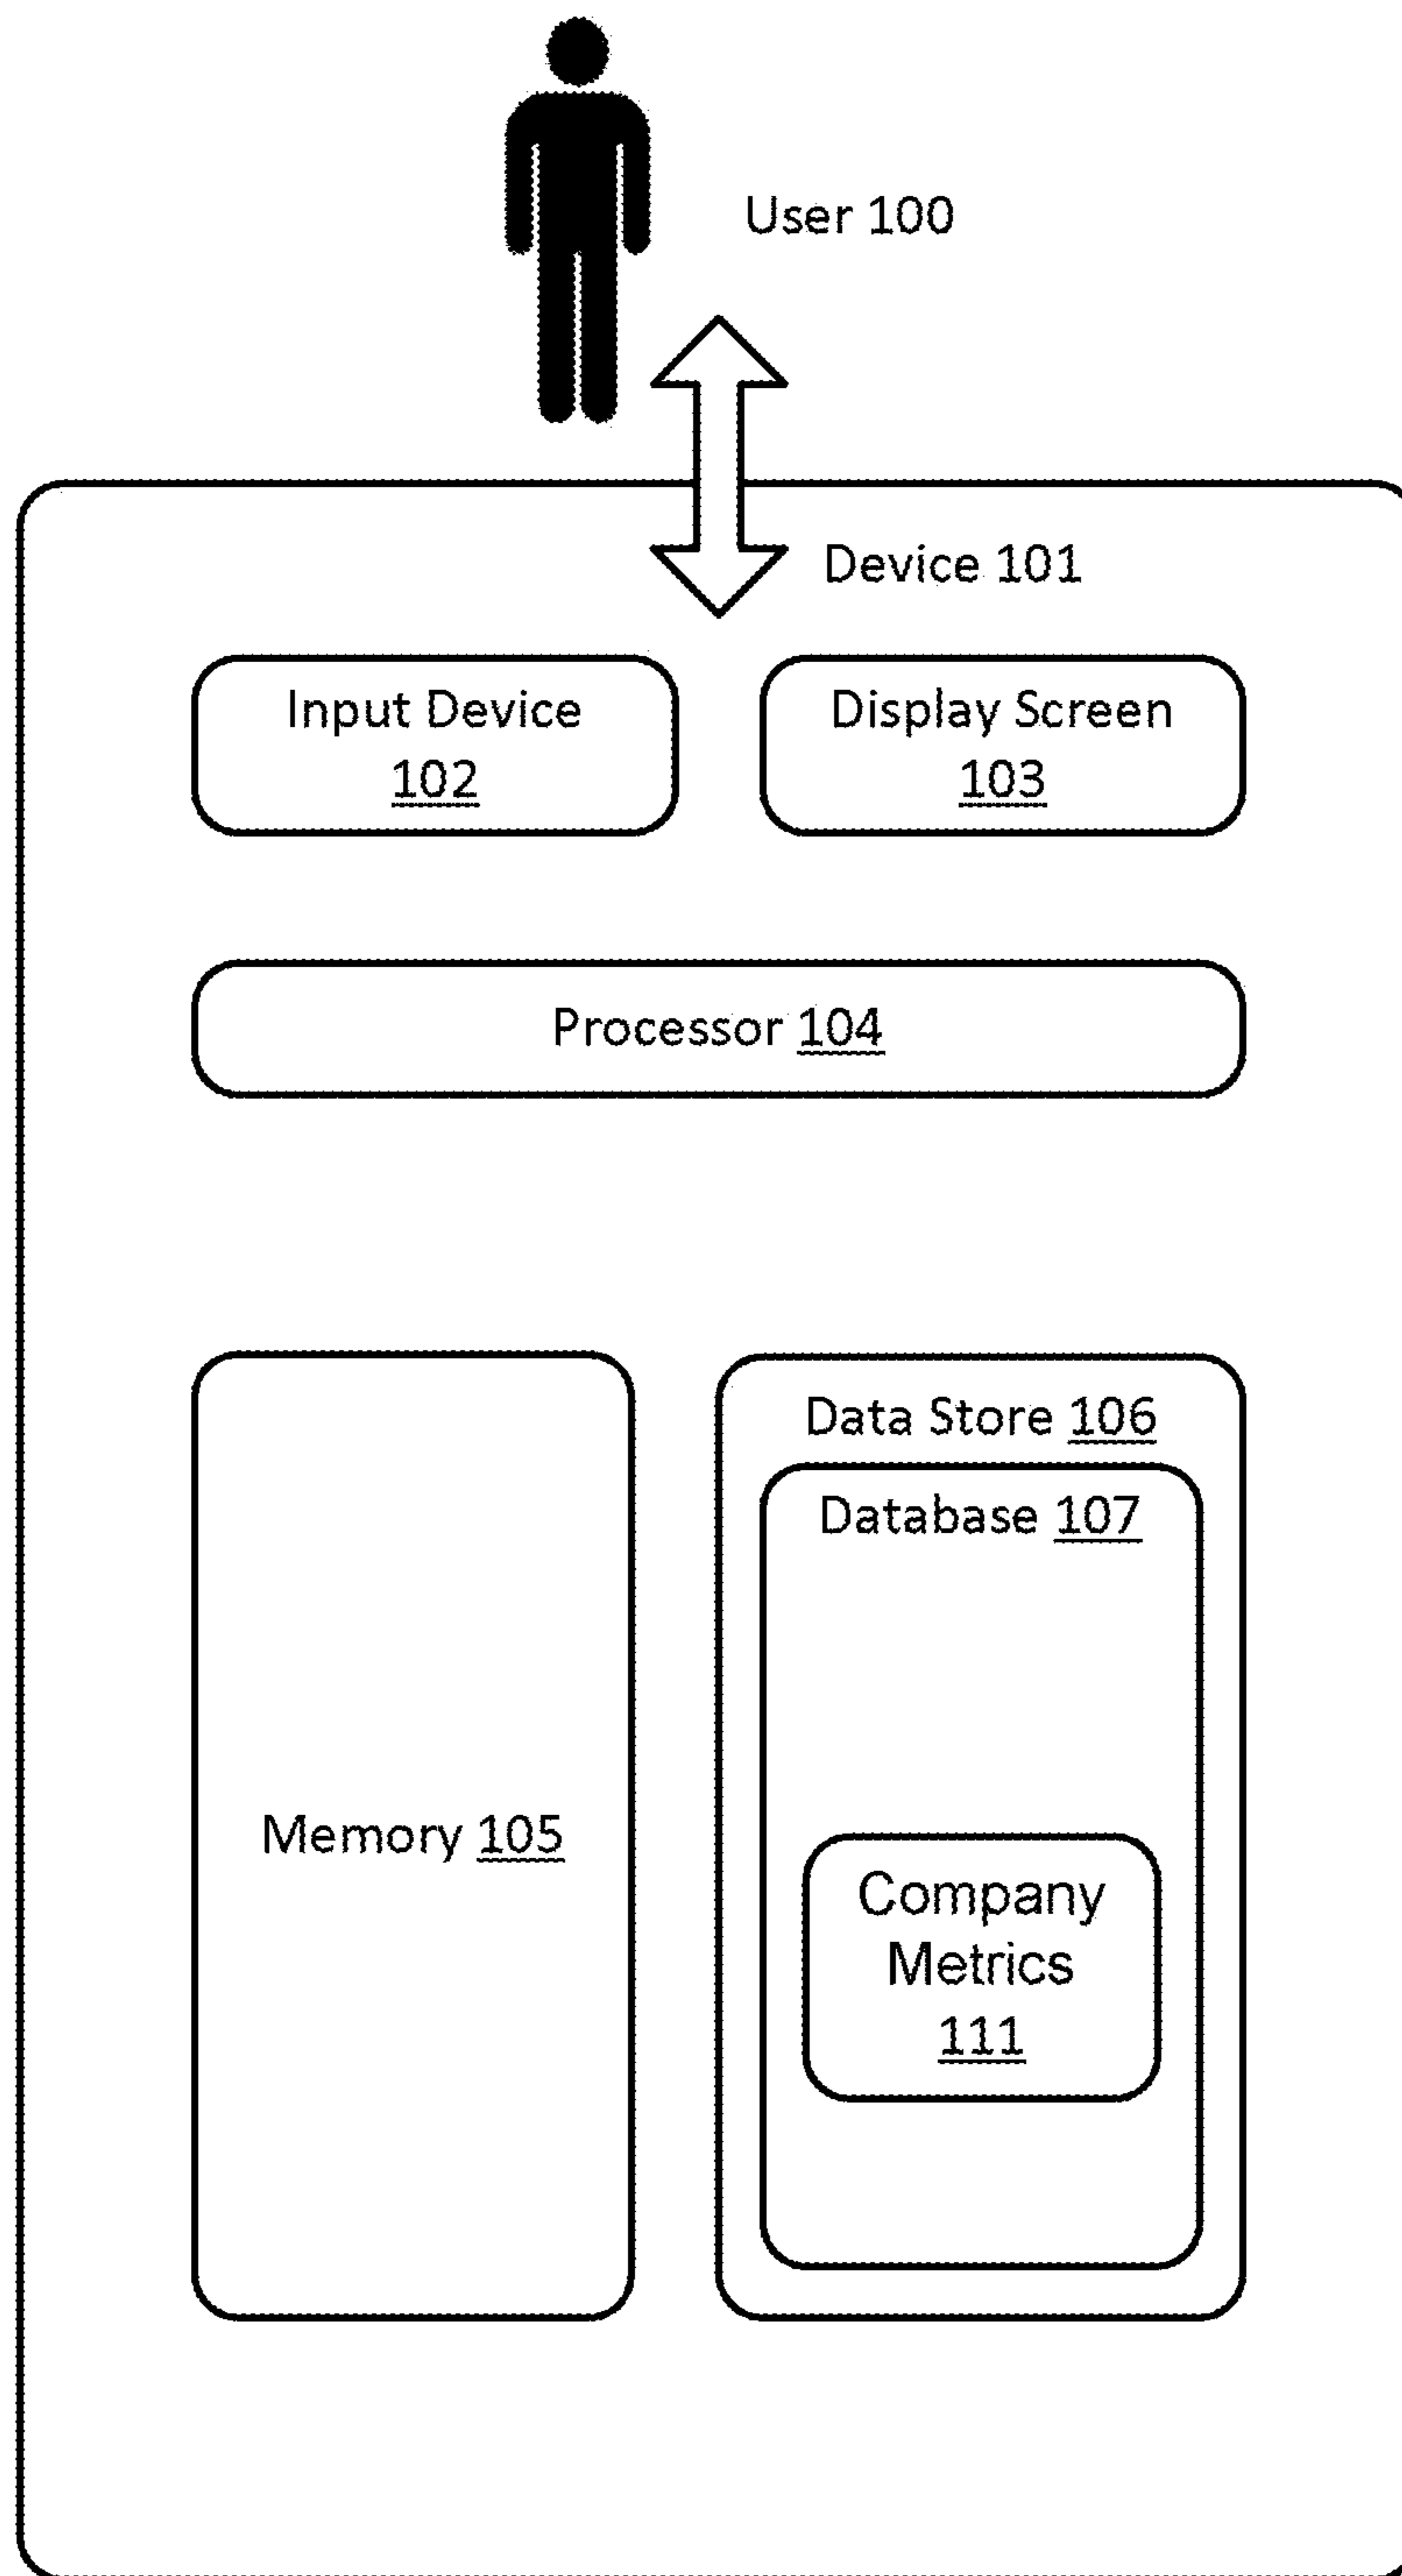 User 100
Device 101
Input Device
102
Display Screen
103
Processor 104
Memory 105
Data Store 106
Database 107
Company
Metrics
111